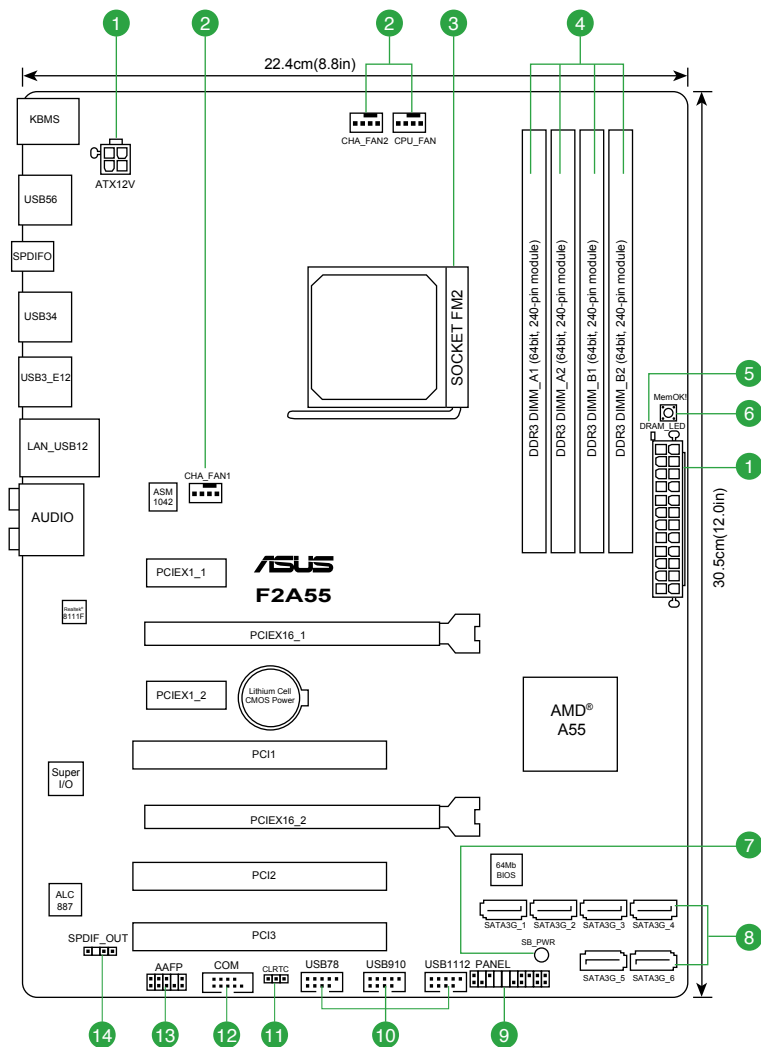 1
2
2
3
4
22.4cm(8.8in)
KBMS
CHA_FAN2
CPU_FAN
ATX12V
USB56
SPDIFO
USB34
USB3_E12
LAN_USB12
AUDIO
SOCKET FM2
DDR3 DIMM_A1 (64bit, 240-pin module)
DDR3 DIMM_A2 (64bit, 240-pin module)
DDR3 DIMM_B1 (64bit, 240-pin module)
DDR3 DIMM_B2 (64bit, 240-pin module)
5
MemOK!
6
DRAM_LED
1
30.5cm(12.0in)
CHA_FAN1
ASM
1042
PCIEX1_1
ASUS
F2A55
Realtek®
8111F
PCIEX16_1
PCIEX1_2
Lithium Cell
CMOS Power
AMD®
A55
PCI1
Super
I/O
PCIEX16_2
7
64Mb
BIOS
PCI2
ALC
887
SATA3G_1
SATA3G_2
SATA3G_3
SATA3G_4
8
SPDIF_OUT
PCI3
SB_PWR
AAFP
COM
CLRTC
USB78
USB910
USB1112
PANEL
SATA3G_5
SATA3G_6
14
13
12
11
10
9